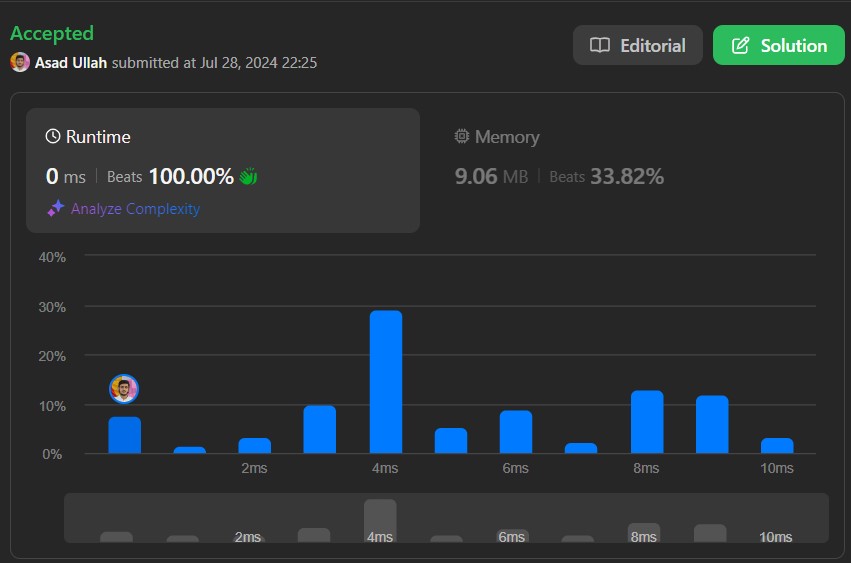 Accepted
Editorial
Solution
Asad Ullah submitted at Jul 28, 2024 22:25
Runtime
Memory
0 ms | Beats 100.00%
9.06 MB | Beats 33.82%
Analyze Complexity
40%
30%
20%
10%
0%
2ms 4ms 6ms 8ms 10ms
2ms 4ms 6ms 8ms 10ms